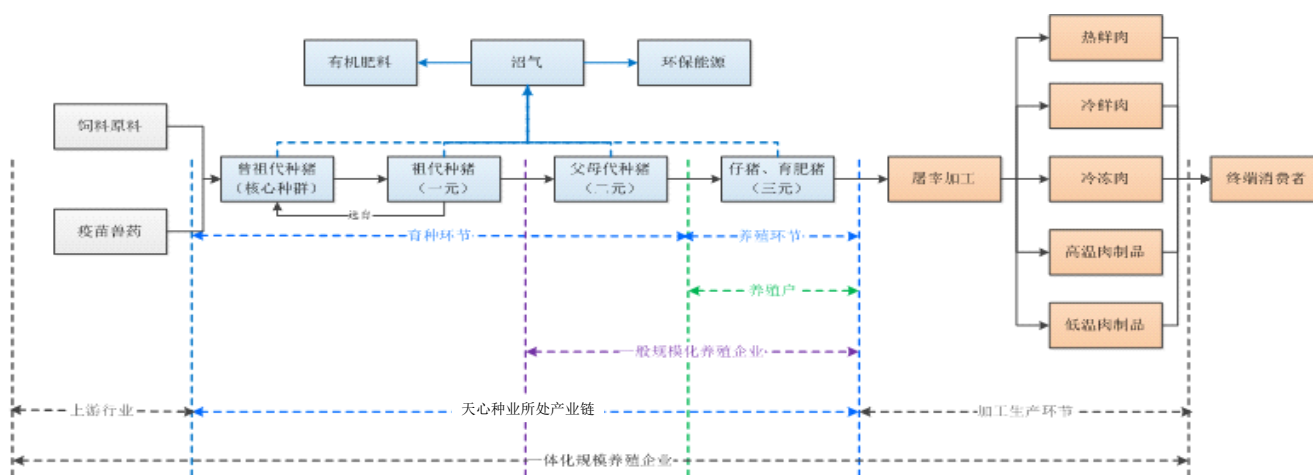 热鲜肉
有机肥料
沼气
环保能源
冷鲜肉
饲料原料
曾祖代种猪
（核心种群）
祖代种猪
（一元）
父母代种猪
（二元）
仔猪、育肥猪
（三元）
屠宰加工
冷冻肉
终端消费者
选育
疫苗兽药
育种环节
养殖环节
高温肉制品
养殖户
低温肉制品
一般规模化养殖企业
上游行业
天心种业所处产业链
加工生产环节
一体化规模养殖企业